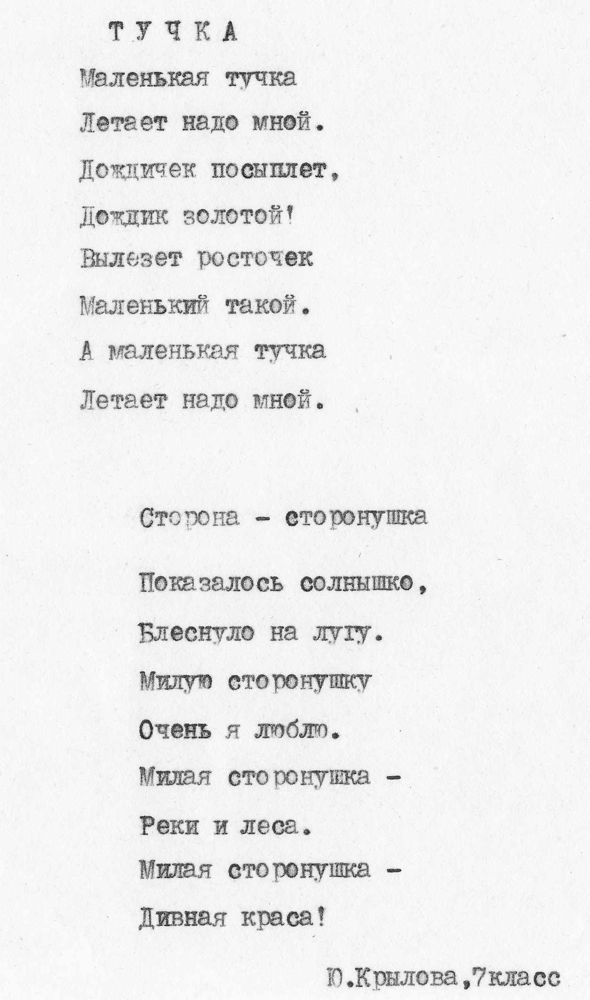 Т У Ч К А
Маленькая тучка
Летает надо мной.
Дождичек посыплет,
Дождик золотой!
Вылезет росточек
Маленький такой.
А маленькая тучка
Летает надо мной.
Сторона - сторонушка
Показалось солнышко,
Блеснуло на лугу.
Милую сторонушку
Очень я люблю.
Милая сторонушка -
Реки и леса.
Милая сторонушка -
Дивная краса!
Ю.Крылова,7класс